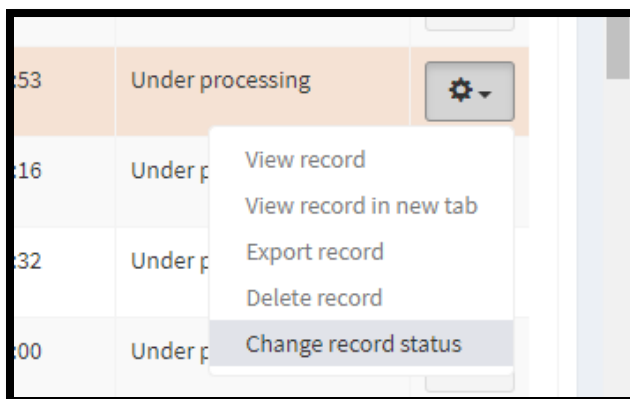 :53 Under processing
View record
:16 Under p
View record in new tab
Export record
:32 Under p
Delete record
Change record status
:00 Under p